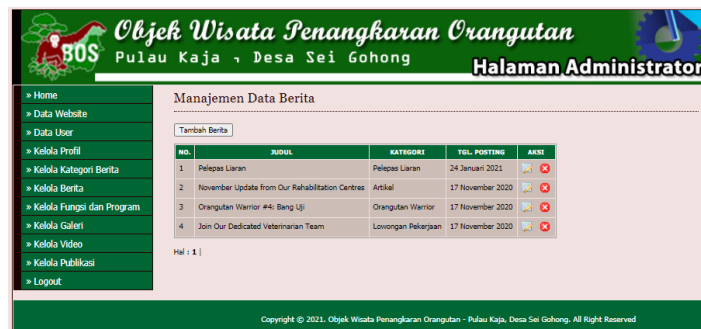 BOS
Objek Wisata Penangkaran Orangutan
Pulau Kaja , Desa Sei Gohong
Halaman Administrator
» Home
» Data Website
» Data User
» Kelola Profil
» Kelola Kategori Berita
» Kelola Berita
» Kelola Fungsi dan Program
» Kelola Galeri
» Kelola Video
» Kelola Publikasi
» Logout
Manajemen Data Berita
Tambah Berita
NO. JUDUL KATEGORI TGL. POSTING AKSI
1 Pelepas Liaran Pelepas Liaran 24 Januari 2021
2 November Update from Our Rehabilitation Centres Artikel 17 November 2020
3 Orangutan Warrior #4: Bang Uji Orangutan Warrior 17 November 2020
4 Join Our Dedicated Veterinarian Team Lowongan Pekerjaan 17 November 2020
Hal : 1 |
Copyright © 2021. Objek Wisata Penangkaran Orangutan - Pulau Kaja, Desa Sei Gohong. All Right Reserved